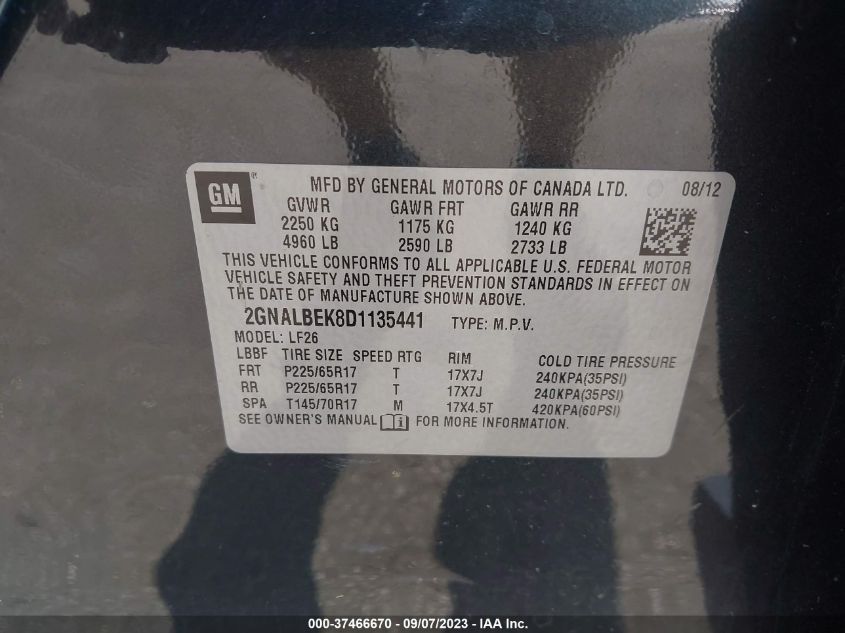 GM
MFD BY GENERAL MOTORS OF CANADA LTD. 08/12
GVWR GAWR FRT GAWR RR
2250 KG 1175 KG 1240 KG
4960 LB 2590 LB 2733 LB
THIS VEHICLE CONFORMS TO ALL APPLICABLE U.S. FEDERAL MOTOR
VEHICLE SAFETY AND THEFT PREVENTION STANDARDS IN EFFECT ON
THE DATE OF MANUFACTURE SHOWN ABOVE.
2GNALBEK8D1135441 TYPE: M.P.V.
MODEL: LF26
LBBF TIRE SIZE SPEED RTG RIM COLD TIRE PRESSURE
FRT P225/65R17 T 17X7J 240KPA(35PSI)
RR P225/65R17 T 17X7J 240KPA(35PSI)
SPA T145/70R17 M 17X4.5T 420KPA(60PSI)
SEE OWNER'S MANUAL FOR MORE INFORMATION.
000-37466670 - 09/07/2023 - IAA Inc.